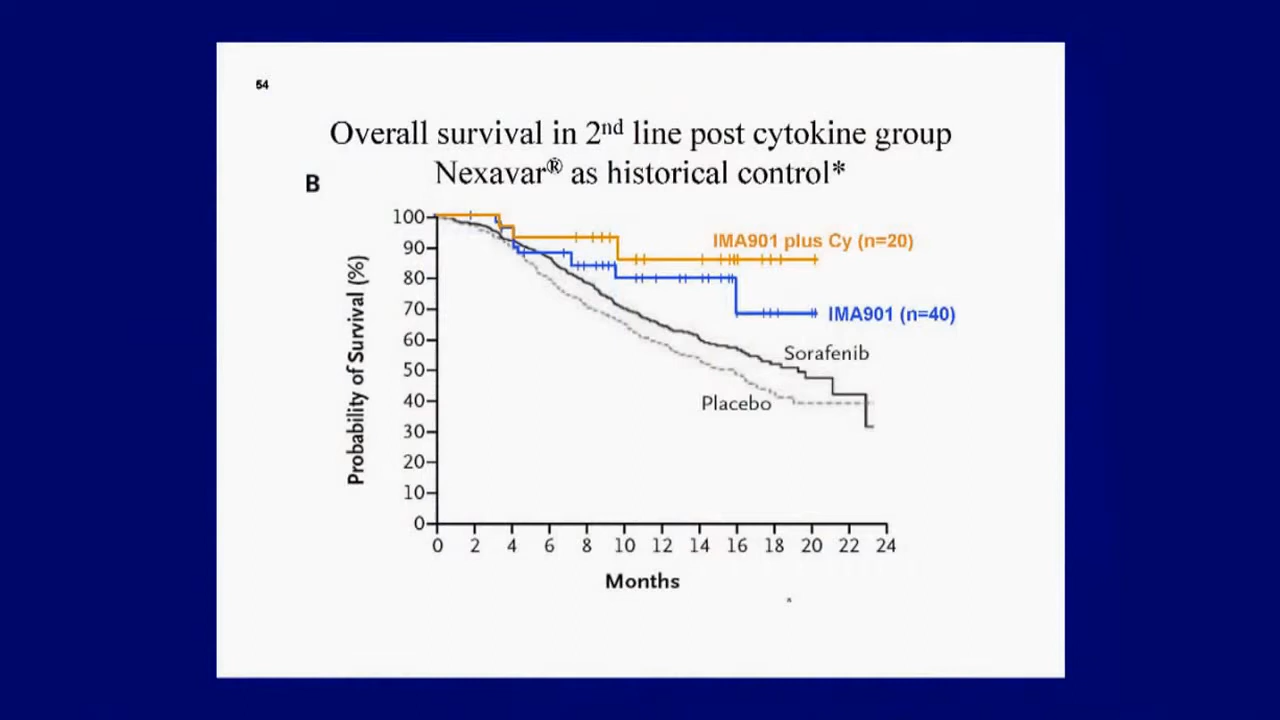 54
Overall survival in 2nd line post cytokine group
Nexavar® as historical control*
B
Probability of Survival (%)
100
90
80
70
60
50
40
30
20
10
0
IMA901 plus Cy (n=20)
IMA901 (n=40)
Sorafenib
Placebo
0 2 4 6 8 10 12 14 16 18 20 22 24
Months
*